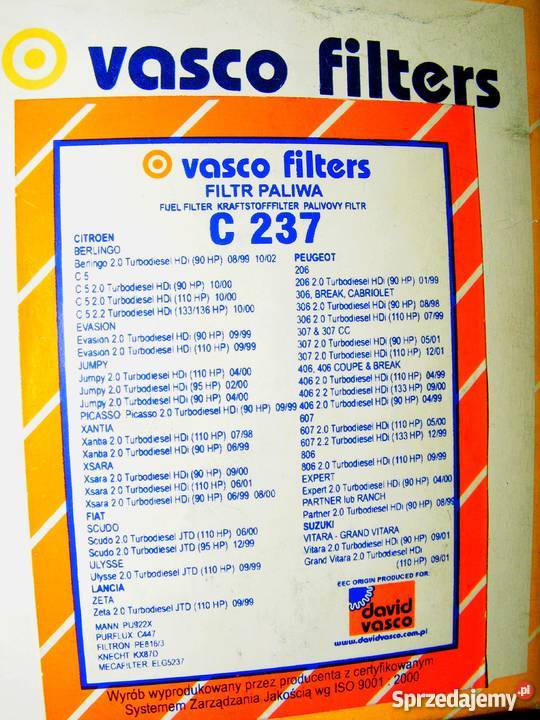 vasco filters
vasco filters
FILTR PALIWA
FUEL FILTER KRAFTSTOFFFILTER PALIVOVY FILTR
C 237
CITROEN
BERLINGO
Berlingo 2.0 Turbodiesel HDi (90 HP) 08/99 10/02
C 5
C 5 2.0 Turbodiesel HDi (90 HP) 10/00
C 5 2.0 Turbodiesel HDi (110 HP) 10/00
C 5 2.2 Turbodiesel HDi (133/136 HP) 10/00
EVASION
Evasion 2.0 Turbodiesel HDi (90 HP) 09/99
Evasion 2.0 Turbodiesel HDi (110 HP) 09/99
JUMPY
Jumpy 2.0 Turbodiesel HDi (110 HP) 04/00
Jumpy 2.0 Turbodiesel HDi (95 HP) 02/00
Jumpy 2.0 Turbodiesel HDi (90 HP) 04/00
PICASSO Picasso 2.0 Turbodiesel HDi (90 HP) 09/99
XANTIA
Xantia 2.0 Turbodiesel HDi (110 HP) 07/98
Xantia 2.0 Turbodiesel HDi (90 HP) 06/99
XSARA
Xsara 2.0 Turbodiesel HDi (90 HP) 09/00
Xsara 2.0 Turbodiesel HDi (110 HP) 06/01
Xsara 2.0 Turbodiesel HDi (90 HP) 06/99 08/00
FIAT
SCUDO
Scudo 2.0 Turbodiesel JTD (110 HP) 06/00
Scudo 2.0 Turbodiesel JTD (95 HP) 12/99
ULYSSE
Ulysse 2.0 Turbodiesel JTD (110 HP) 09/99
LANCIA
ZETA
Zeta 2.0 Turbodiesel JTD (110 HP) 09/99
MANN PU922X
PURFLUX C447
FILTRON PE816/3
KNECHT KX87D
MECAFILTER ELG5237
PEUGEOT
206
206 2.0 Turbodiesel HDi (90 HP) 01/99
306, BREAK, CABRIOLET
306 2.0 Turbodiesel HDi (90 HP) 08/98
306 2.0 Turbodiesel HDi (110 HP) 07/99
307 & 307 CC
307 2.0 Turbodiesel HDi (90 HP) 05/01
307 2.0 Turbodiesel HDi (110 HP) 12/01
406, 406 COUPE & BREAK
406 2.0 Turbodiesel HDi (110 HP) 04/99
406 2.2 Turbodiesel HDi (133 HP) 09/00
406 2.0 Turbodiesel HDi (90 HP) 04/99
607
607 2.0 Turbodiesel HDi (110 HP) 05/00
607 2.2 Turbodiesel HDi (133 HP) 12/99
806
806 2.0 Turbodiesel HDi (110 HP) 09/99
EXPERT
Expert 2.0 Turbodiesel HDi (90 HP) 04/00
PARTNER lub RANCH
Partner 2.0 Turbodiesel HDi (90 HP) 08/99
SUZUKI
VITARA - GRAND VITARA
Vitara 2.0 Turbodiesel HDi (90 HP) 09/01
Grand Vitara 2.0 Turbodiesel HDi
(110 HP) 09/01
EEC ORIGIN PRODUCED FOR:
david
vasco
www.davidvasco.com.pl
Wyrób wyprodukowany przez producenta z certyfikowanym
Systemem Zarządzania Jakością wg ISO 9001 : 2000
Sprzedajemy.pl